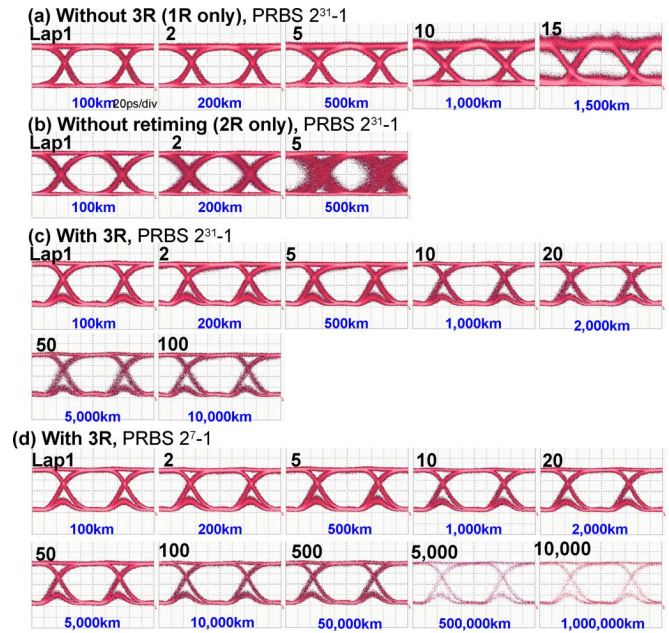 (a) Without 3R (1R only), PRBS 2³¹-1
Lap1 2 5 10 15
100km 20ps/div 200km 500km 1,000km 1,500km
(b) Without retiming (2R only), PRBS 2³¹-1
Lap1 2 5
100km 200km 500km
(c) With 3R, PRBS 2³¹-1
Lap1 2 5 10 20
100km 200km 500km 1,000km 2,000km
50 100
5,000km 10,000km
(d) With 3R, PRBS 2⁷-1
Lap1 2 5 10 20
100km 200km 500km 1,000km 2,000km
50 100 500 5,000 10,000
5,000km 10,000km 50,000km 500,000km 1,000,000km